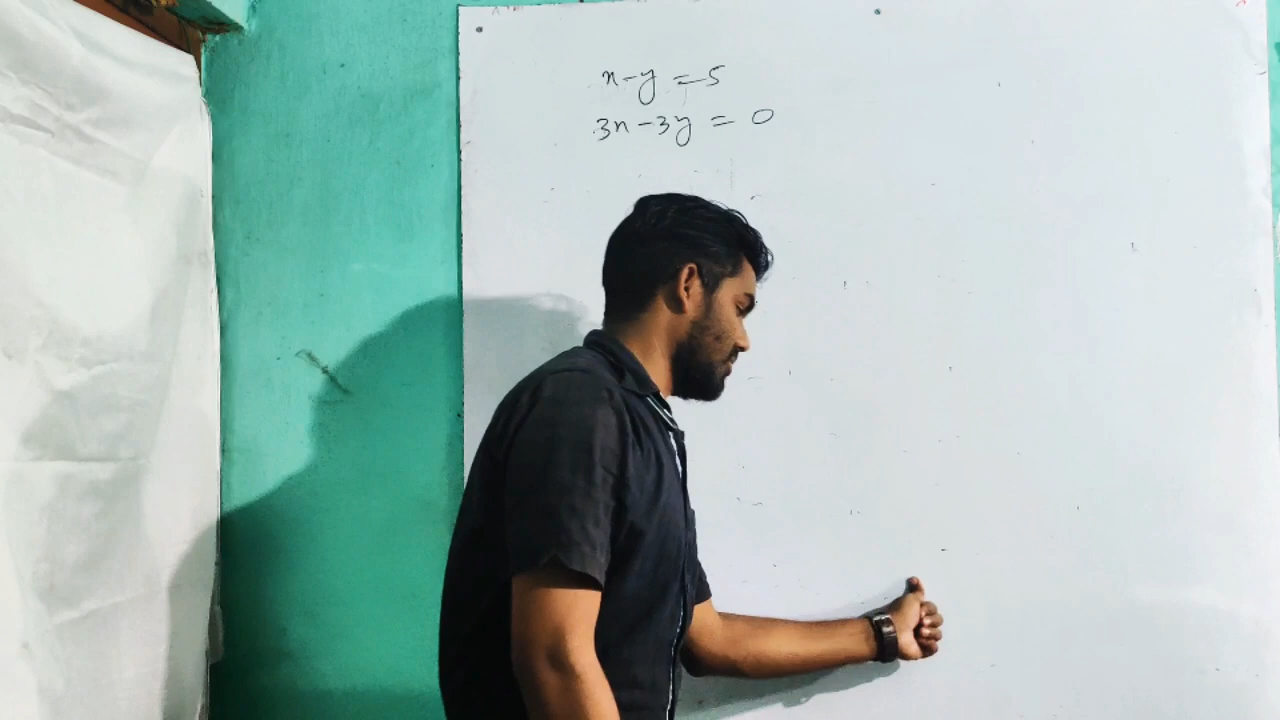 x-y = 5
3x-3y = 0